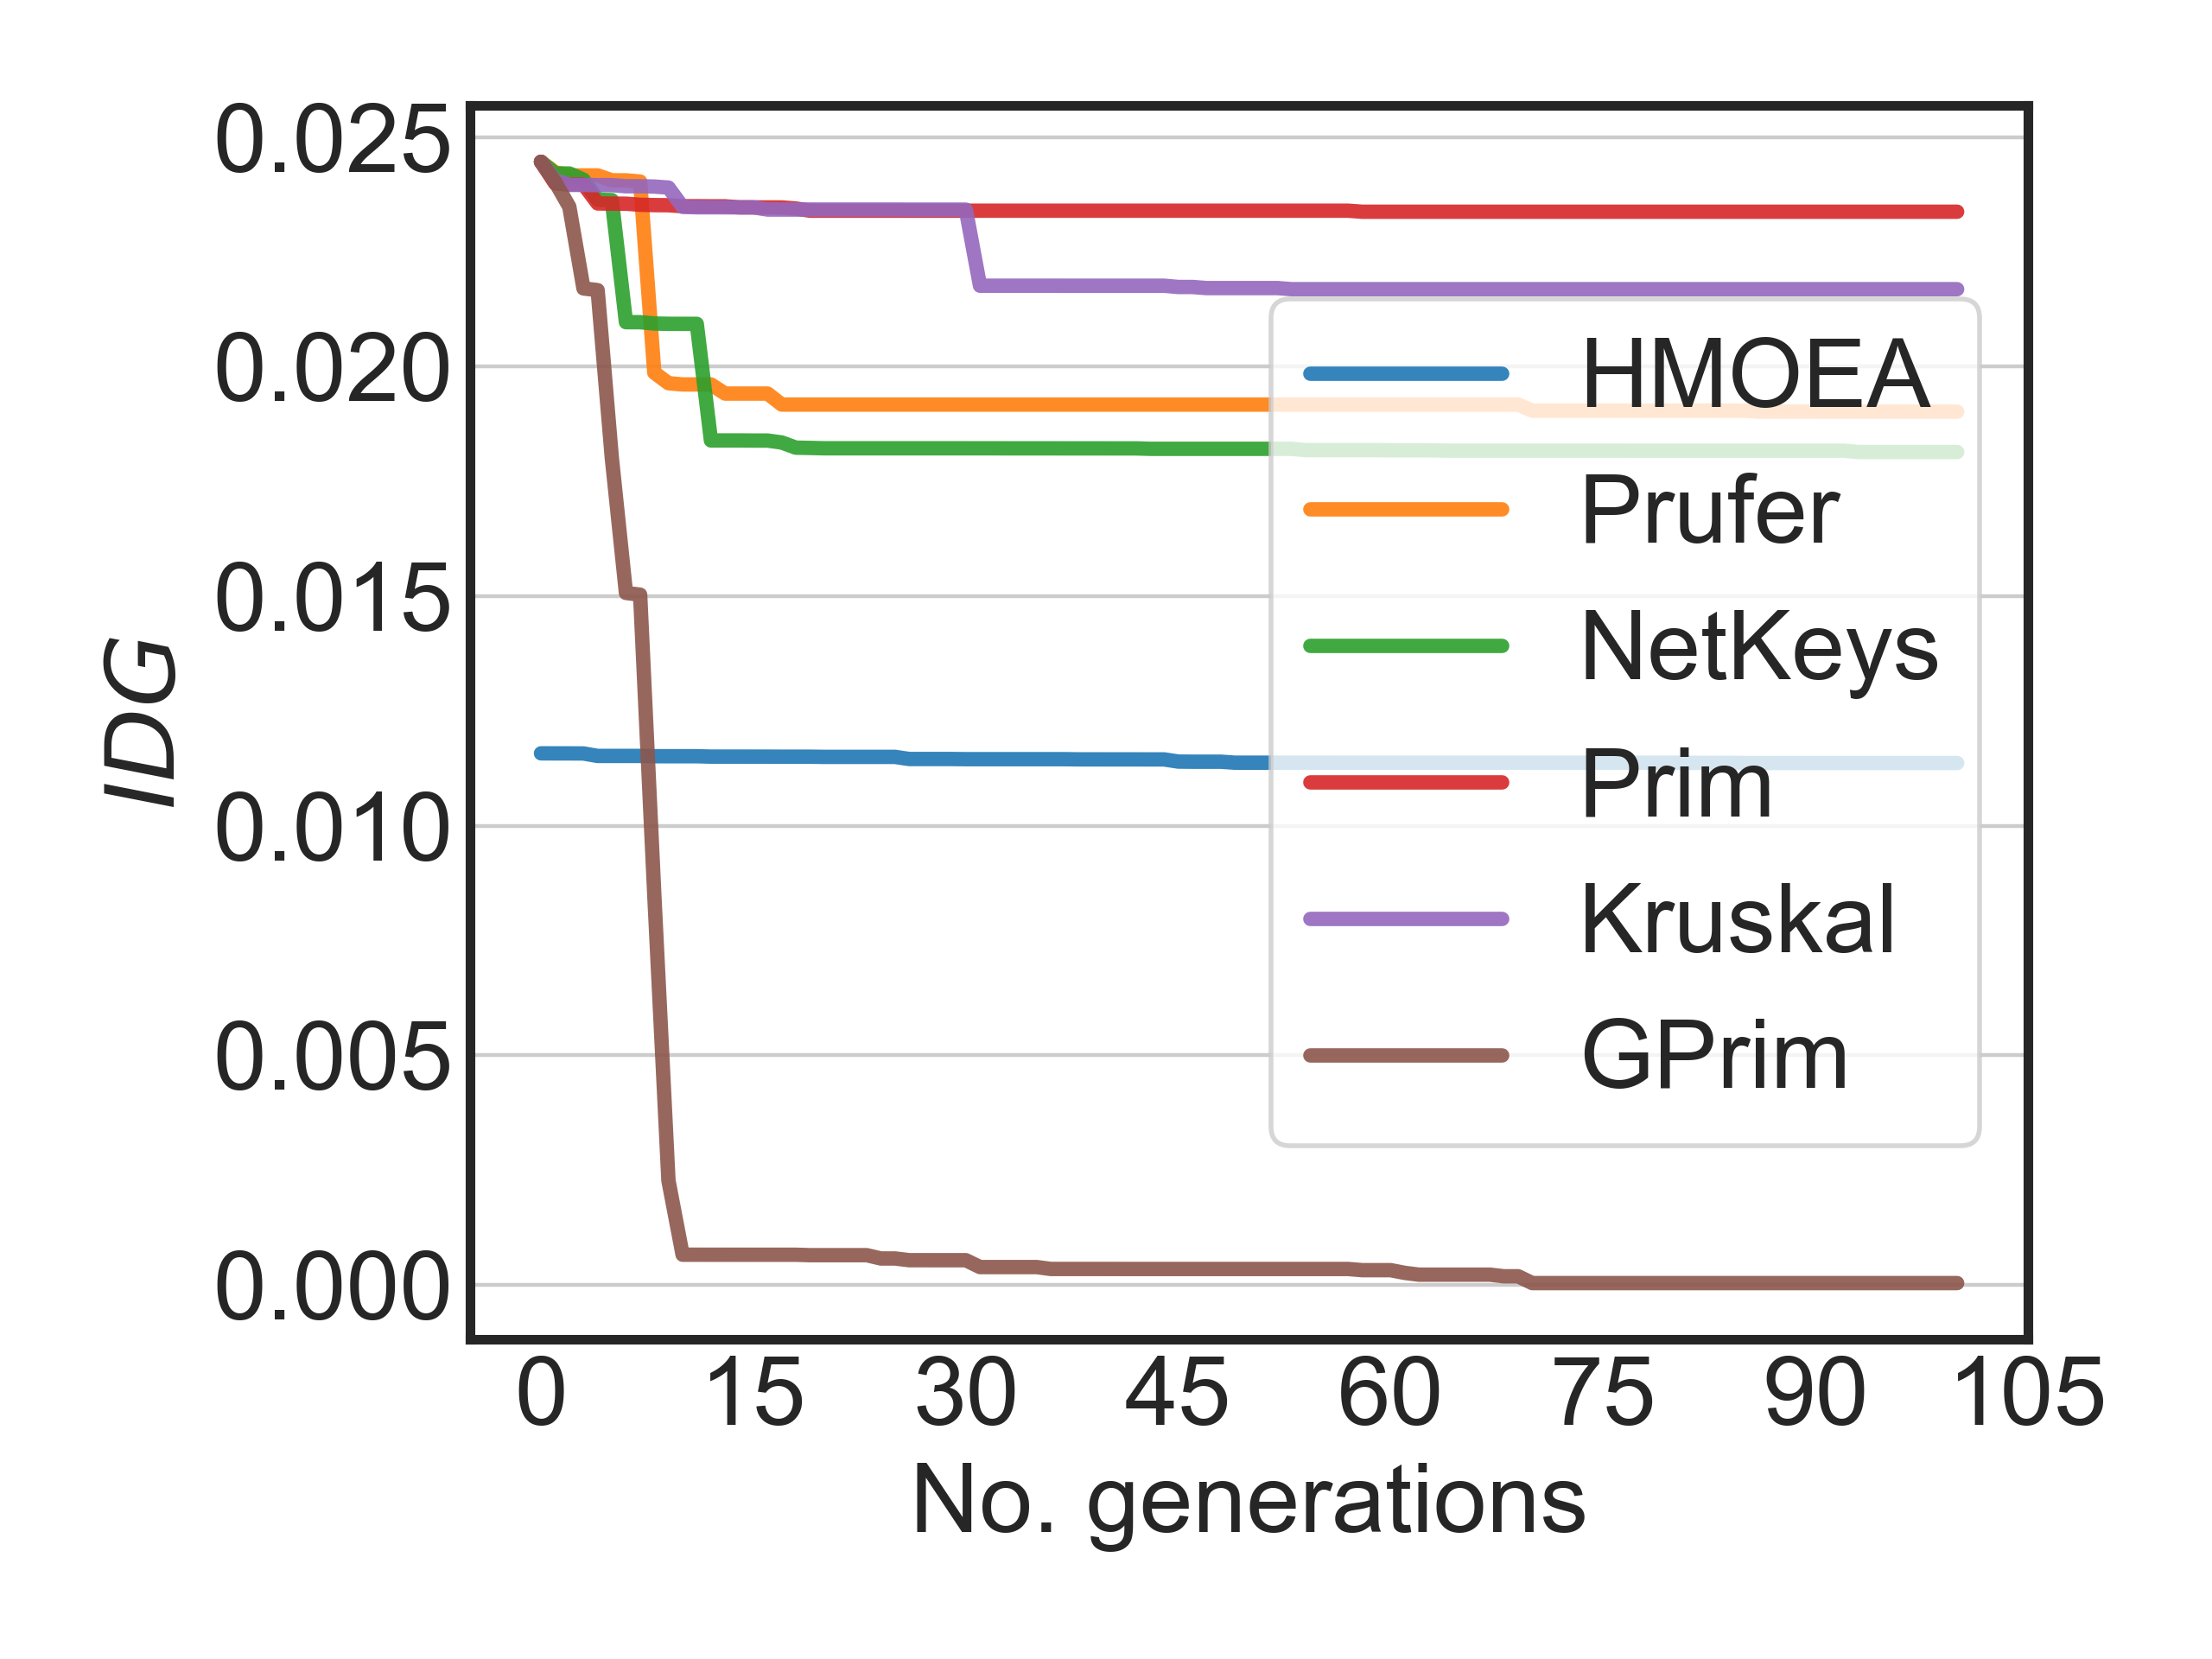 0.025
0.020
0.015
0.010
0.005
0.000
IDG
0 15 30 45 60 75 90 105
No. generations
HMOEA
Prufer
NetKeys
Prim
Kruskal
GPrim